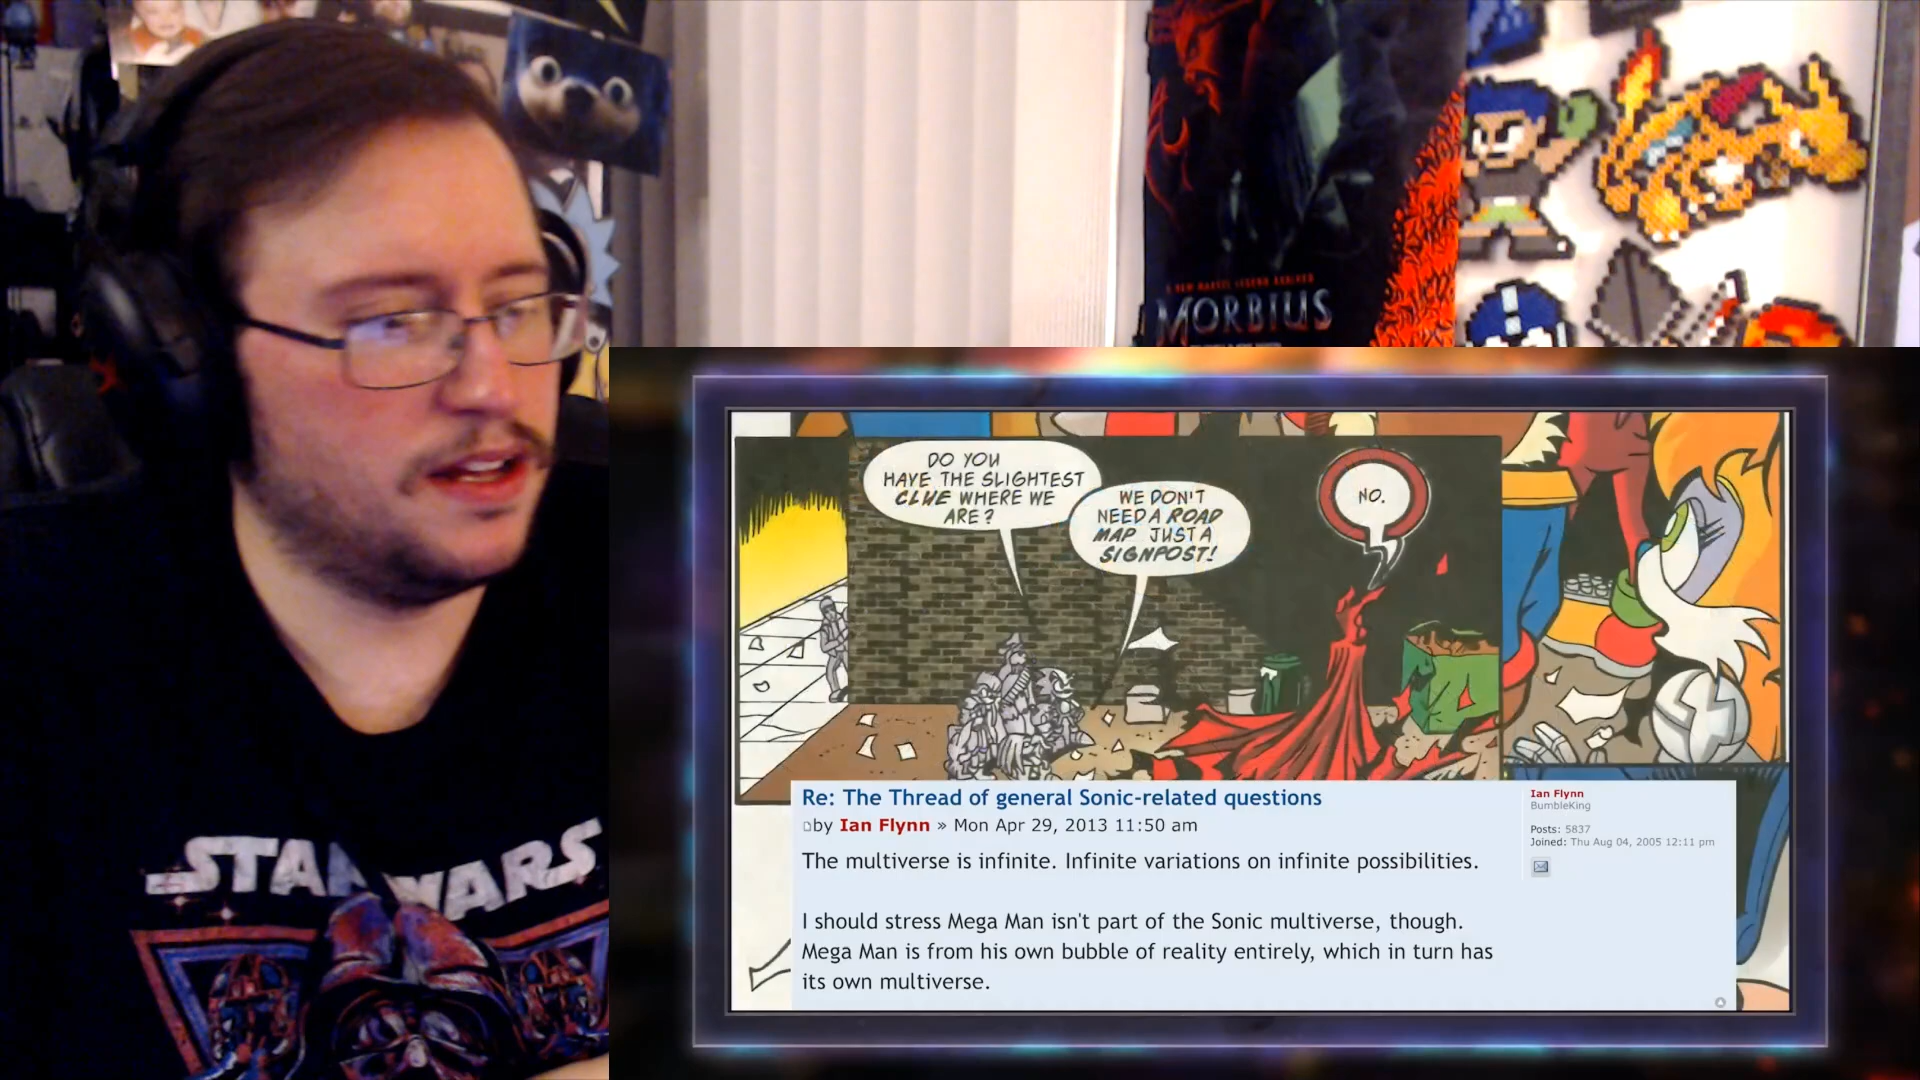 A NEW MARVEL LEGEND ARRIVES
MORBIUS
STAR WARS
DO YOU
HAVE THE SLIGHTEST
CLUE WHERE WE
ARE?
WE DON'T
NEED A ROAD
MAP JUST A
SIGNPOST!
NO.
Re: The Thread of general Sonic-related questions
by Ian Flynn » Mon Apr 29, 2013 11:50 am
The multiverse is infinite. Infinite variations on infinite possibilities.
I should stress Mega Man isn't part of the Sonic multiverse, though.
Mega Man is from his own bubble of reality entirely, which in turn has
its own multiverse.
Ian Flynn
BumbleKing
Posts: 5837
Joined: Thu Aug 04, 2005 12:11 pm